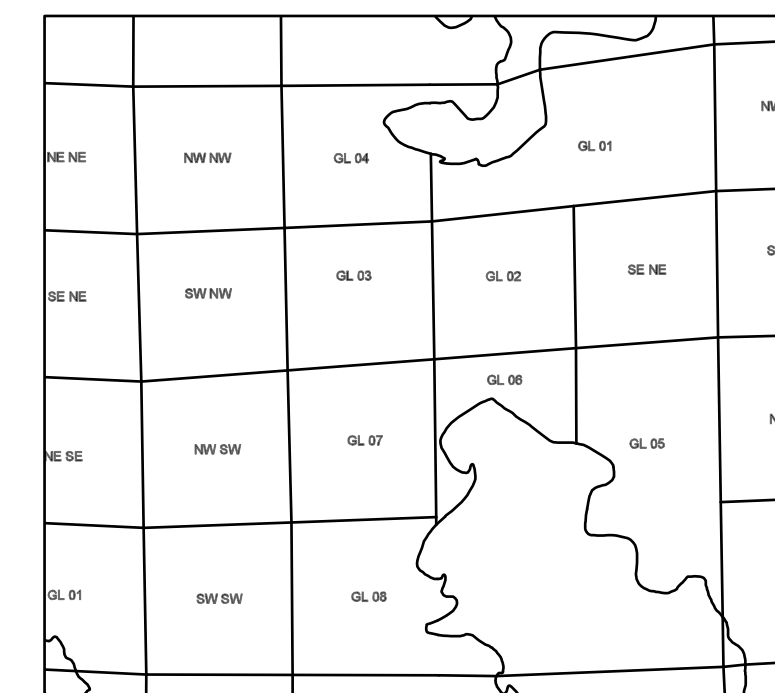 NW
NE NE
NW NW
GL 04
GL 01
SE NE
SW NW
GL 03
GL 02
SE NE
S
GL 06
NE SE
NW SW
GL 07
GL 05
N
GL 01
SW SW
GL 08